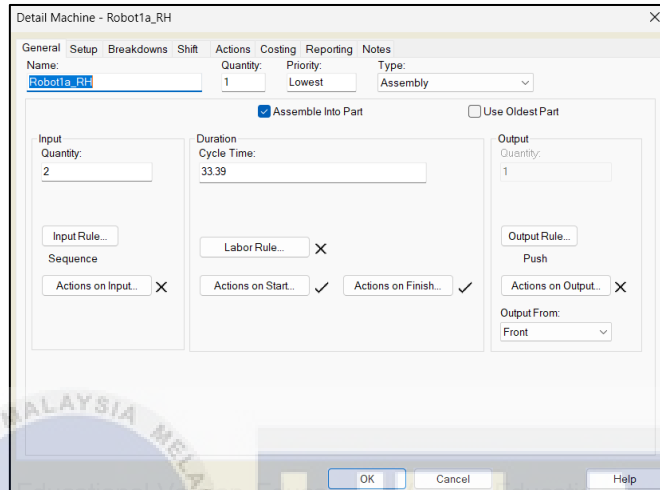 Detail Machine - Robot1a_RH
General Setup Breakdowns Shift Actions Costing Reporting Notes
Name: Quantity: Priority: Type:
Robot1a_RH 1 Lowest Assembly
Assemble Into Part Use Oldest Part
Input Duration Output
Quantity: Cycle Time: Quantity:
2 33.39 1
Input Rule... Labor Rule... Output Rule...
Sequence Push
Actions on Input... Actions on Start... Actions on Finish... Actions on Output...
Output From:
Front
MALAYSIA MELA
OK Cancel Help